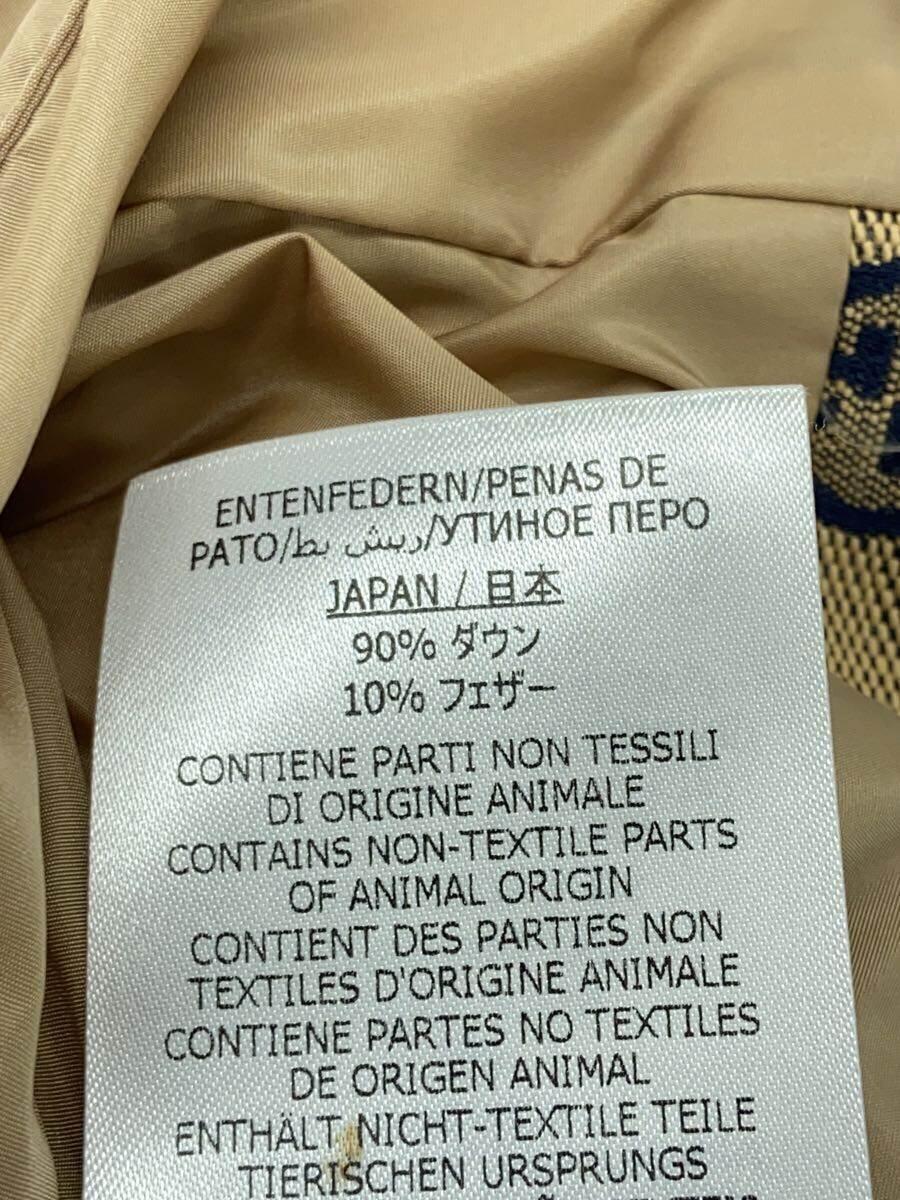 ENTENFEDERN/PENAS DE
PATO/ريش بط/УТИНОЕ ПЕРО
JAPAN / 日本
90% ダウン
10% フェザー
CONTIENE PARTI NON TESSILI
DI ORIGINE ANIMALE
CONTAINS NON-TEXTILE PARTS
OF ANIMAL ORIGIN
CONTIENT DES PARTIES NON
TEXTILES D'ORIGINE ANIMALE
CONTIENE PARTES NO TEXTILES
DE ORIGEN ANIMAL
ENTHÄLT NICHT-TEXTILE TEILE
TIERISCHEN URSPRUNGS